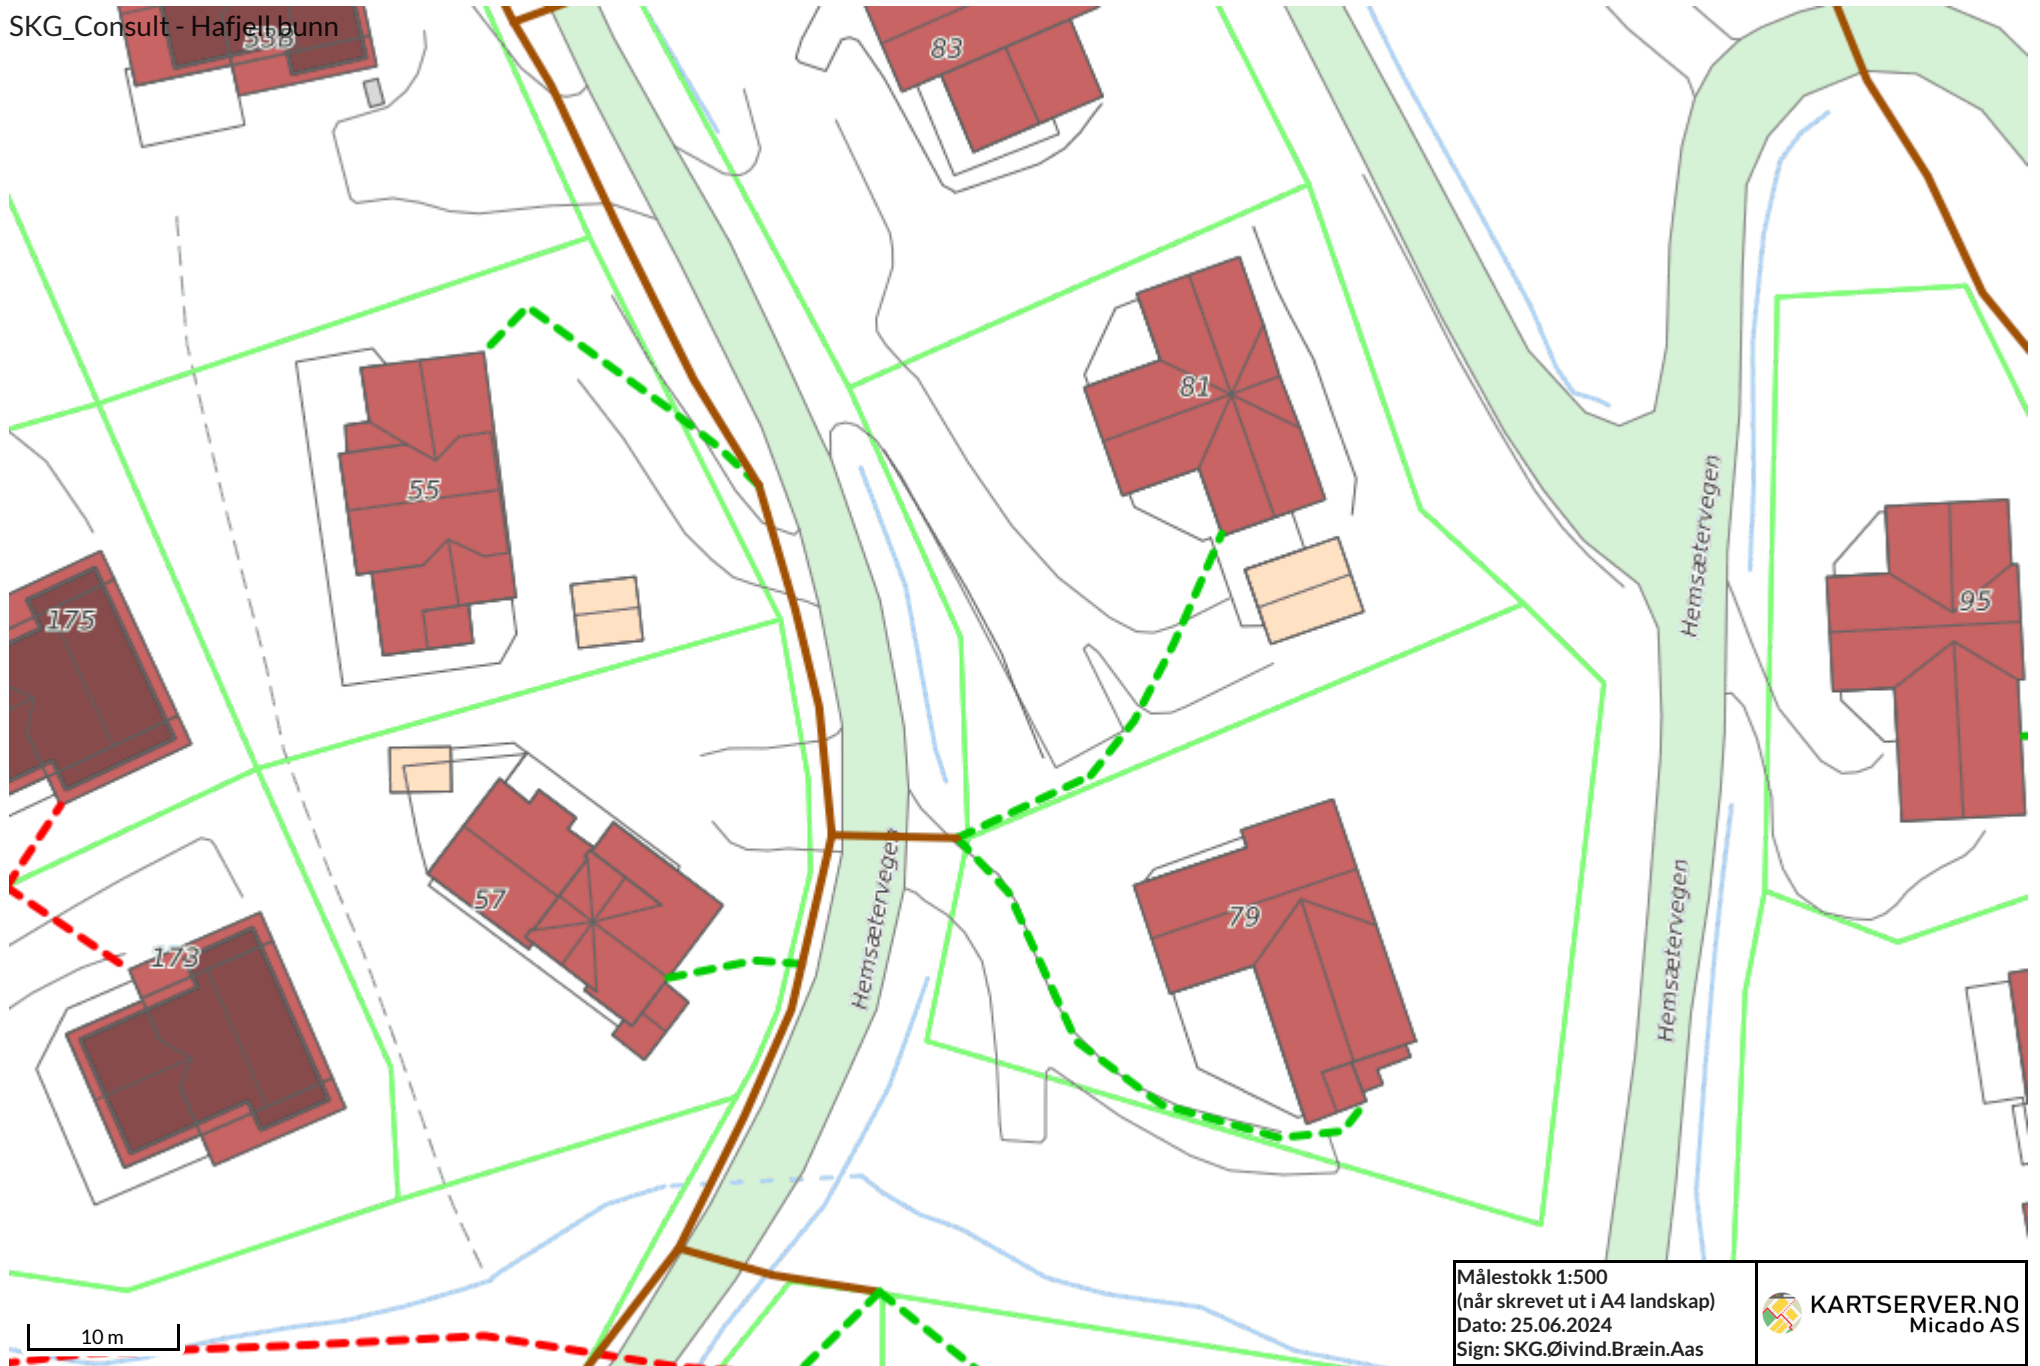 SKG_Consult - Hafjell bunn
53B
83
81
55
175
95
57
79
173
Hemsætervegen
Hemsætervegen
Hemsætervegen
10 m
Målestokk 1:500
(når skrevet ut i A4 landskap)
Dato: 25.06.2024
Sign: SKG.Øivind.Bræin.Aas
KARTSERVER.NO
Micado AS